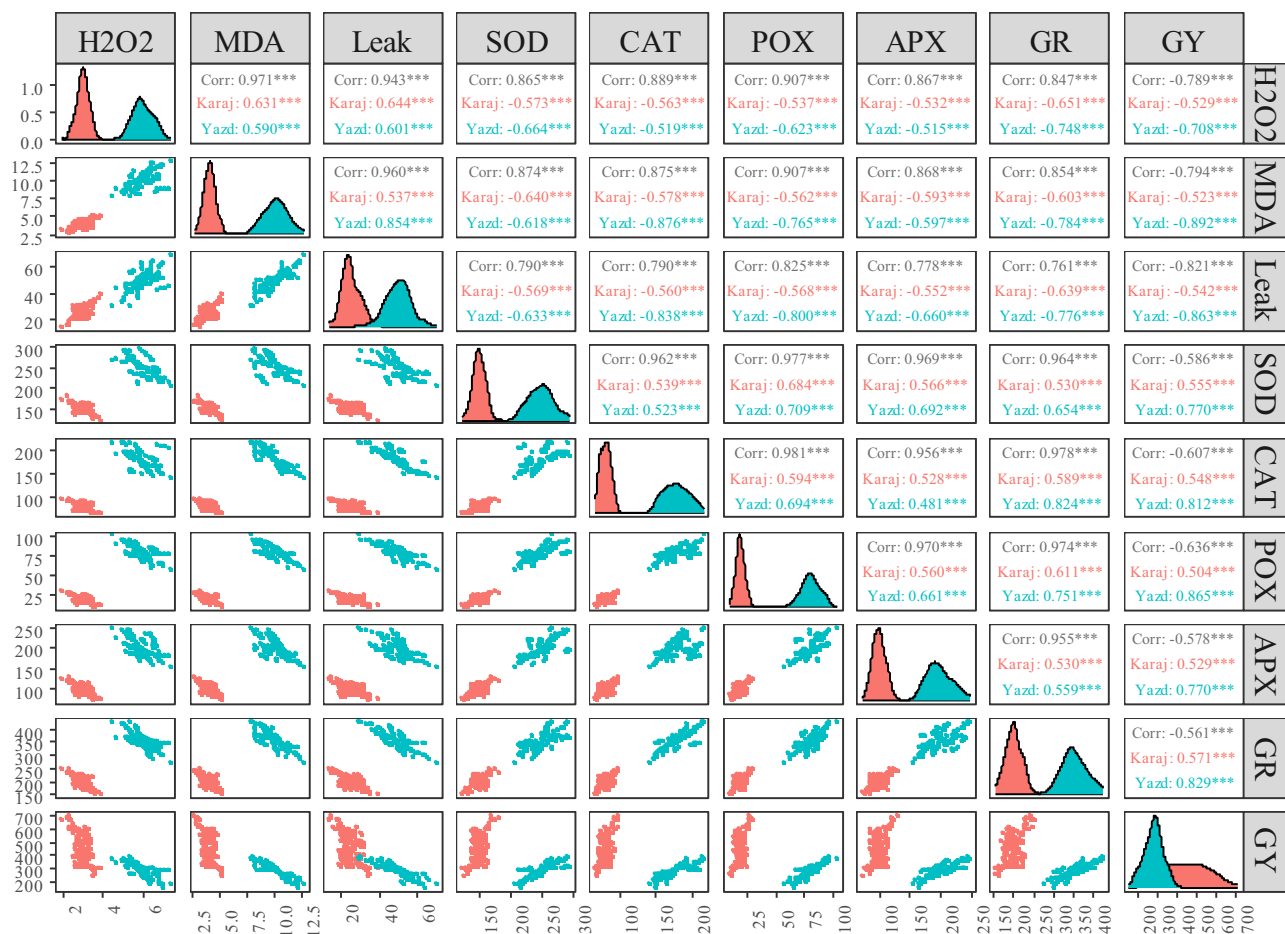 H2O2 MDA Leak SOD CAT POX APX GR GY
1.0
0.5
0.0
Corr: 0.971*** Corr: 0.943*** Corr: 0.865*** Corr: 0.889*** Corr: 0.907*** Corr: 0.867*** Corr: 0.847*** Corr: -0.789***
Karaj: 0.631*** Karaj: 0.644*** Karaj: -0.573*** Karaj: -0.563*** Karaj: -0.537*** Karaj: -0.532*** Karaj: -0.651*** Karaj: -0.529***
Yazd: 0.590*** Yazd: 0.601*** Yazd: -0.664*** Yazd: -0.519*** Yazd: -0.623*** Yazd: -0.515*** Yazd: -0.748*** Yazd: -0.708***
H2O2
12.5
10.0
7.5
5.0
2.5
Corr: 0.960*** Corr: 0.874*** Corr: 0.875*** Corr: 0.907*** Corr: 0.868*** Corr: 0.854*** Corr: -0.794***
Karaj: 0.537*** Karaj: -0.640*** Karaj: -0.578*** Karaj: -0.562*** Karaj: -0.593*** Karaj: -0.603*** Karaj: -0.523***
Yazd: 0.854*** Yazd: -0.618*** Yazd: -0.876*** Yazd: -0.765*** Yazd: -0.597*** Yazd: -0.784*** Yazd: -0.892***
MDA
60
40
20
Corr: 0.790*** Corr: 0.790*** Corr: 0.825*** Corr: 0.778*** Corr: 0.761*** Corr: -0.821***
Karaj: -0.569*** Karaj: -0.560*** Karaj: -0.568*** Karaj: -0.552*** Karaj: -0.639*** Karaj: -0.542***
Yazd: -0.633*** Yazd: -0.838*** Yazd: -0.800*** Yazd: -0.660*** Yazd: -0.776*** Yazd: -0.863***
Leak
300
250
200
150
Corr: 0.962*** Corr: 0.977*** Corr: 0.969*** Corr: 0.964*** Corr: -0.586***
Karaj: 0.539*** Karaj: 0.684*** Karaj: 0.566*** Karaj: 0.530*** Karaj: 0.555***
Yazd: 0.523*** Yazd: 0.709*** Yazd: 0.692*** Yazd: 0.654*** Yazd: 0.770***
SOD
200
150
100
Corr: 0.981*** Corr: 0.956*** Corr: 0.978*** Corr: -0.607***
Karaj: 0.594*** Karaj: 0.528*** Karaj: 0.589*** Karaj: 0.548***
Yazd: 0.694*** Yazd: 0.481*** Yazd: 0.824*** Yazd: 0.812***
CAT
100
75
50
25
Corr: 0.970*** Corr: 0.974*** Corr: -0.636***
Karaj: 0.560*** Karaj: 0.611*** Karaj: 0.504***
Yazd: 0.661*** Yazd: 0.751*** Yazd: 0.865***
POX
250
200
150
100
Corr: 0.955*** Corr: -0.578***
Karaj: 0.530*** Karaj: 0.529***
Yazd: 0.559*** Yazd: 0.770***
APX
400
350
300
250
200
150
Corr: -0.561***
Karaj: 0.571***
Yazd: 0.829***
GR
700
600
500
400
300
200
GY
2 4 6 2.5 5.0 7.5 10.0 12.5 20 40 60 150 200 250 300 100 150 200 25 50 75 100 100 150 200 250 150 200 250 300 350 400 200 300 400 500 600 700